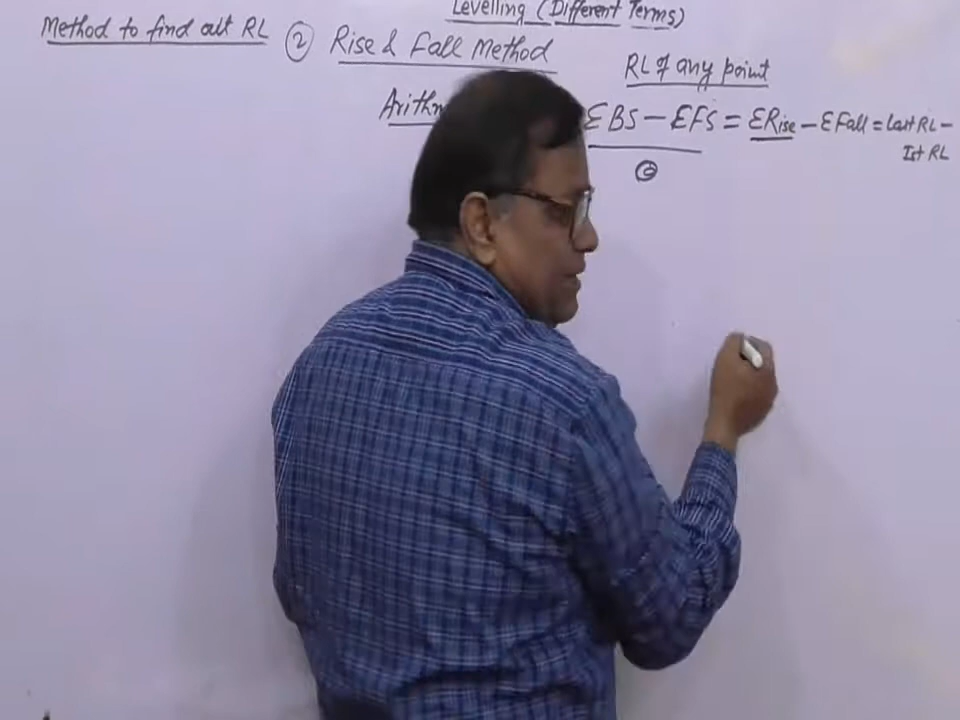 Levelling (Different Terms)
Method to find out RL
② Rise & Fall Method
RL of any point
ΣBS - ΣFS = ΣRise - ΣFall = Last RL -
Ist RL